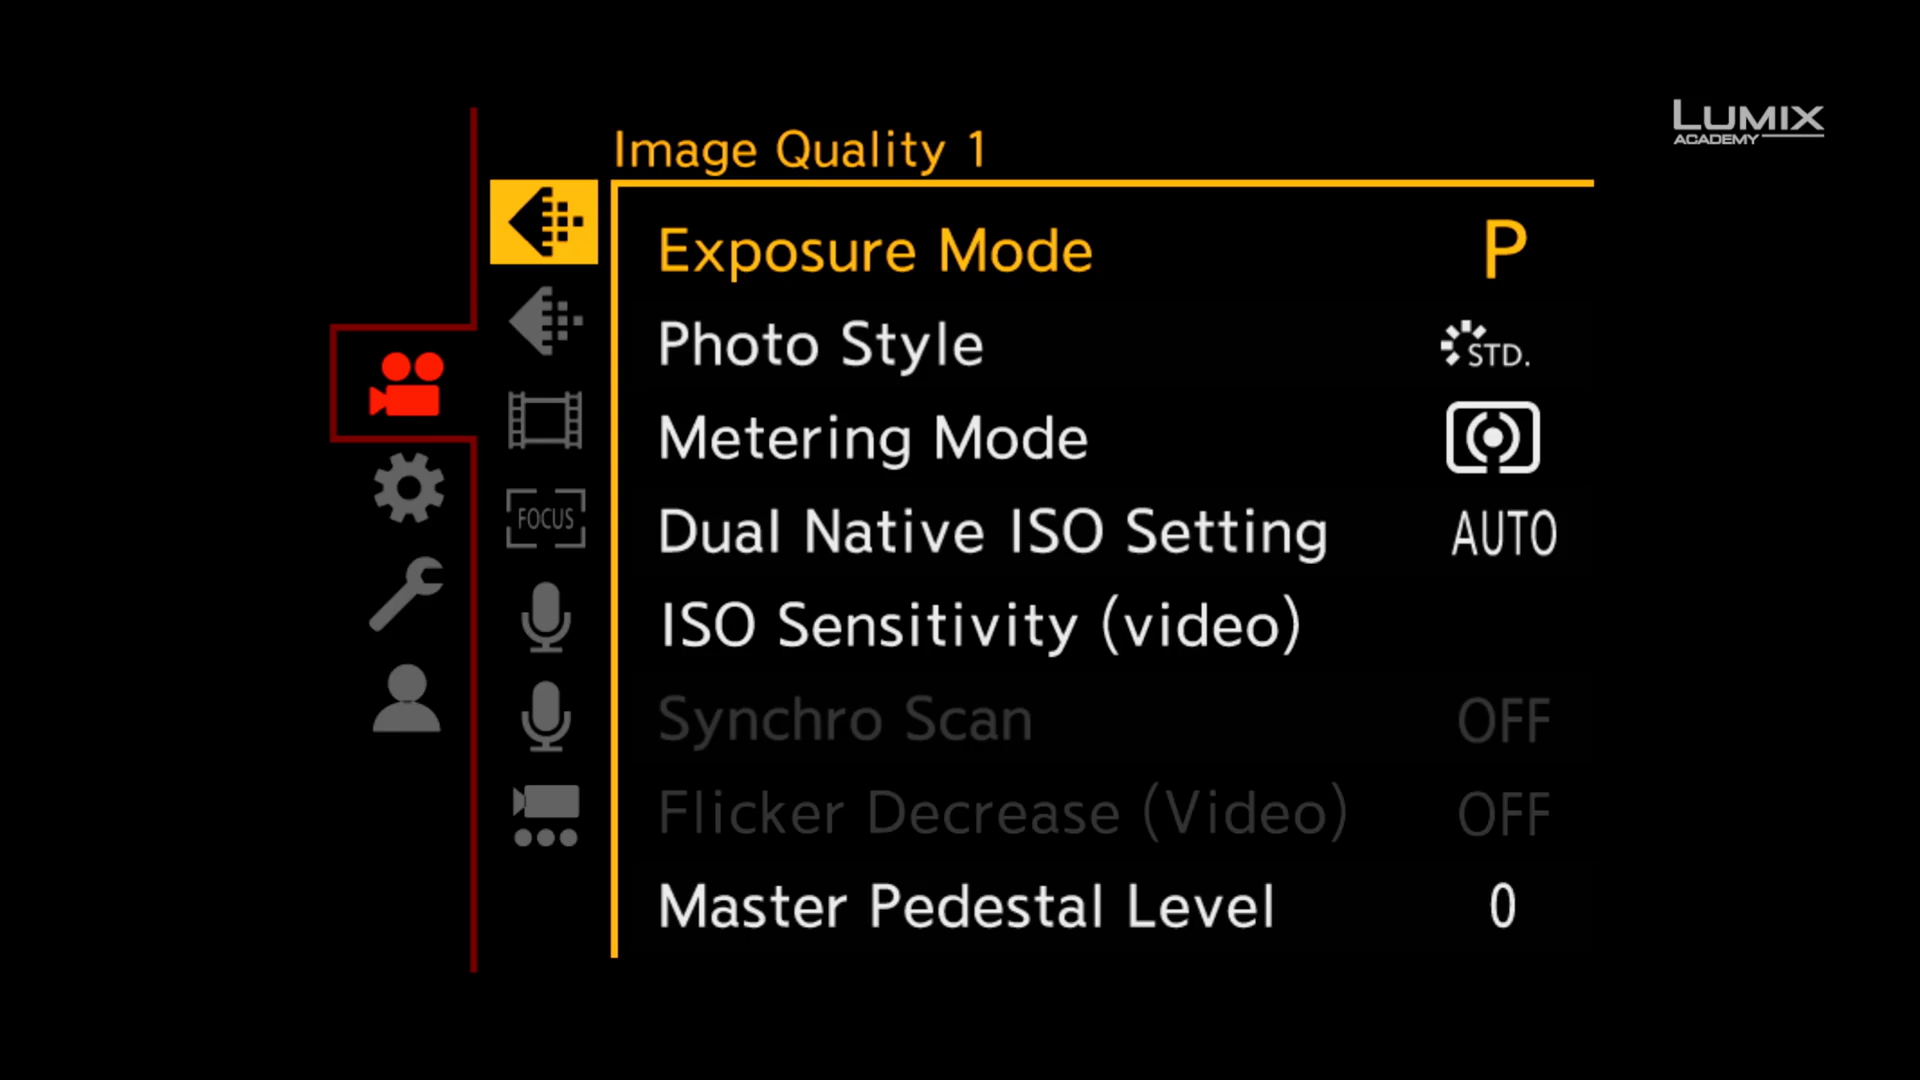 LUMIX
ACADEMY
Image Quality 1
Exposure Mode P
Photo Style STD.
Metering Mode
Dual Native ISO Setting AUTO
FOCUS
ISO Sensitivity (video)
Synchro Scan OFF
Flicker Decrease (Video) OFF
Master Pedestal Level 0